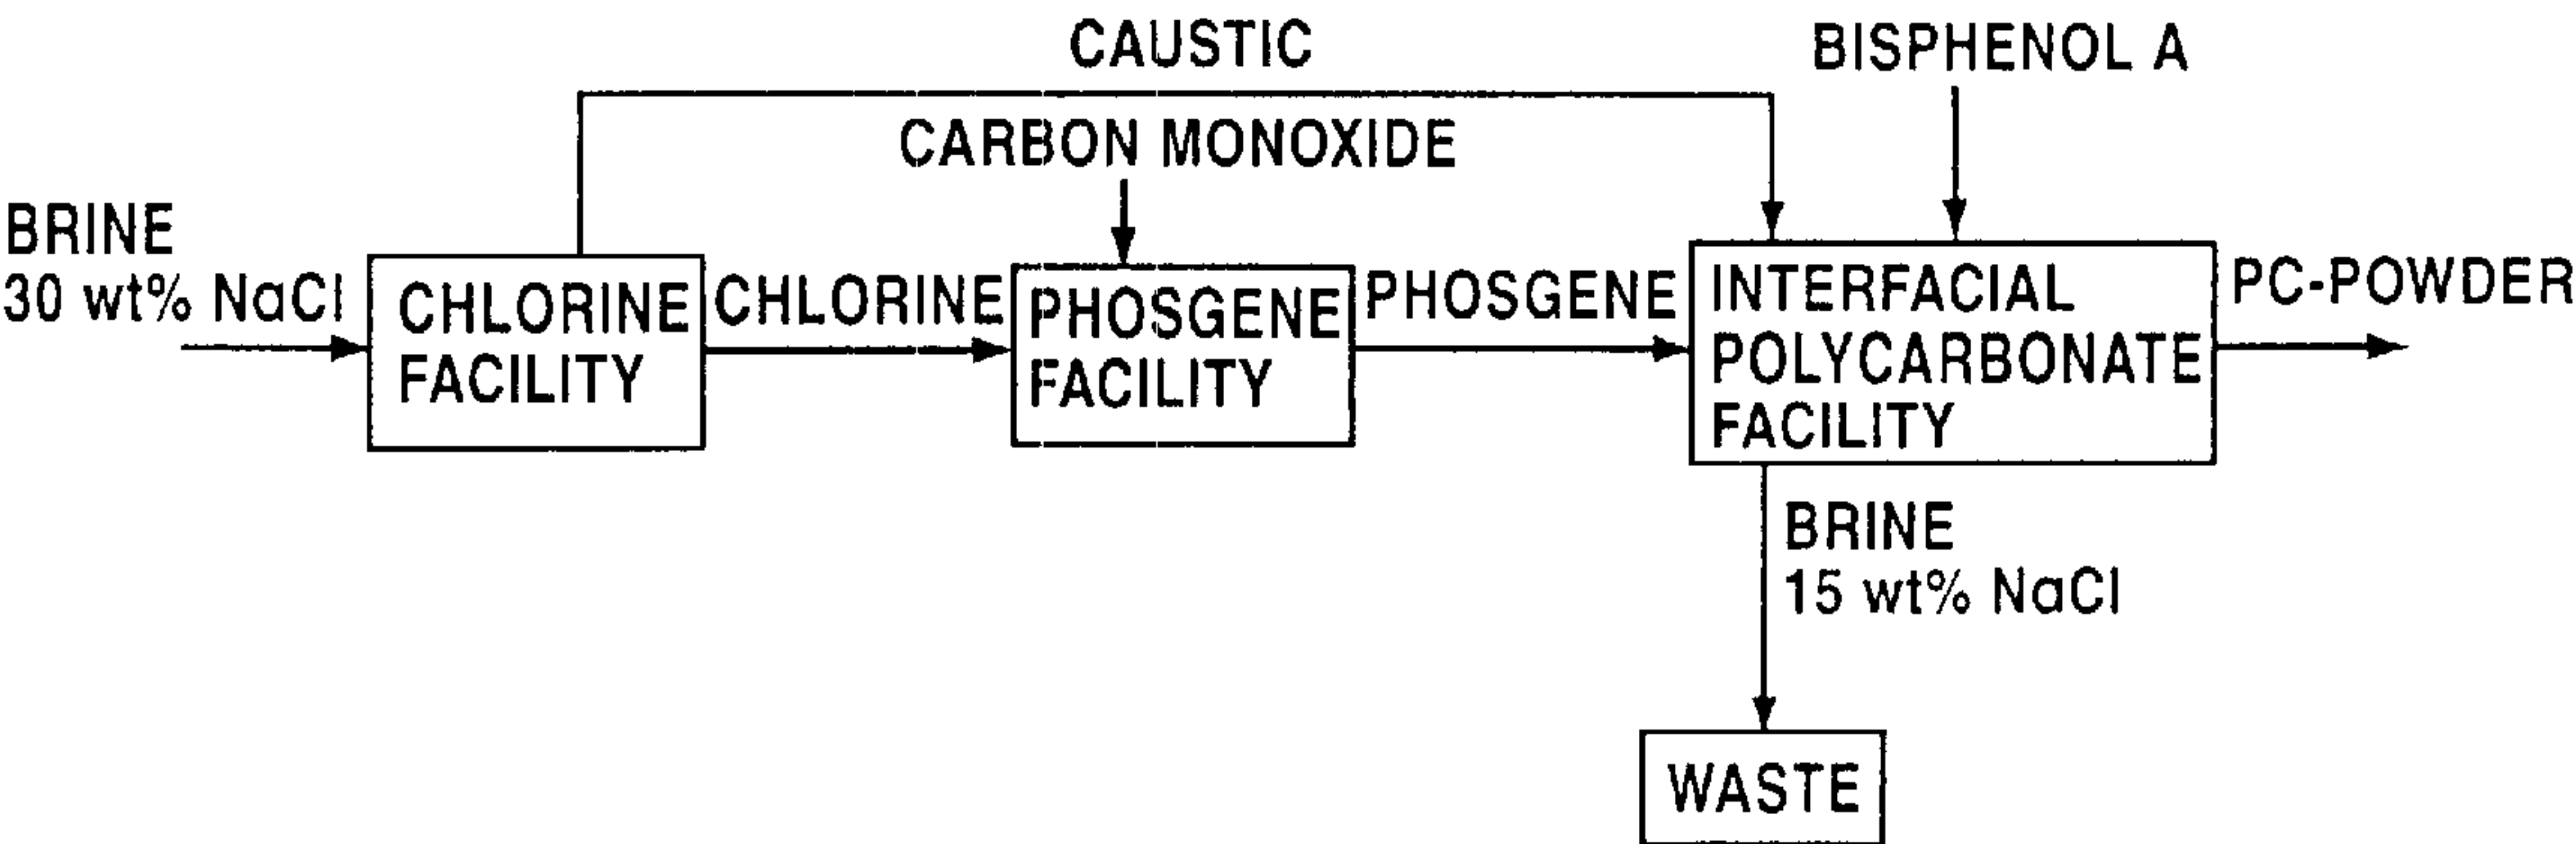 CAUSTIC
BISPHENOL A
CARBON MONOXIDE
BRINE
30 wt% NaCl
CHLORINE
FACILITY
CHLORINE
PHOSGENE
FACILITY
PHOSGENE
INTERFACIAL
POLYCARBONATE
FACILITY
PC-POWDER
BRINE
15 wt% NaCl
WASTE